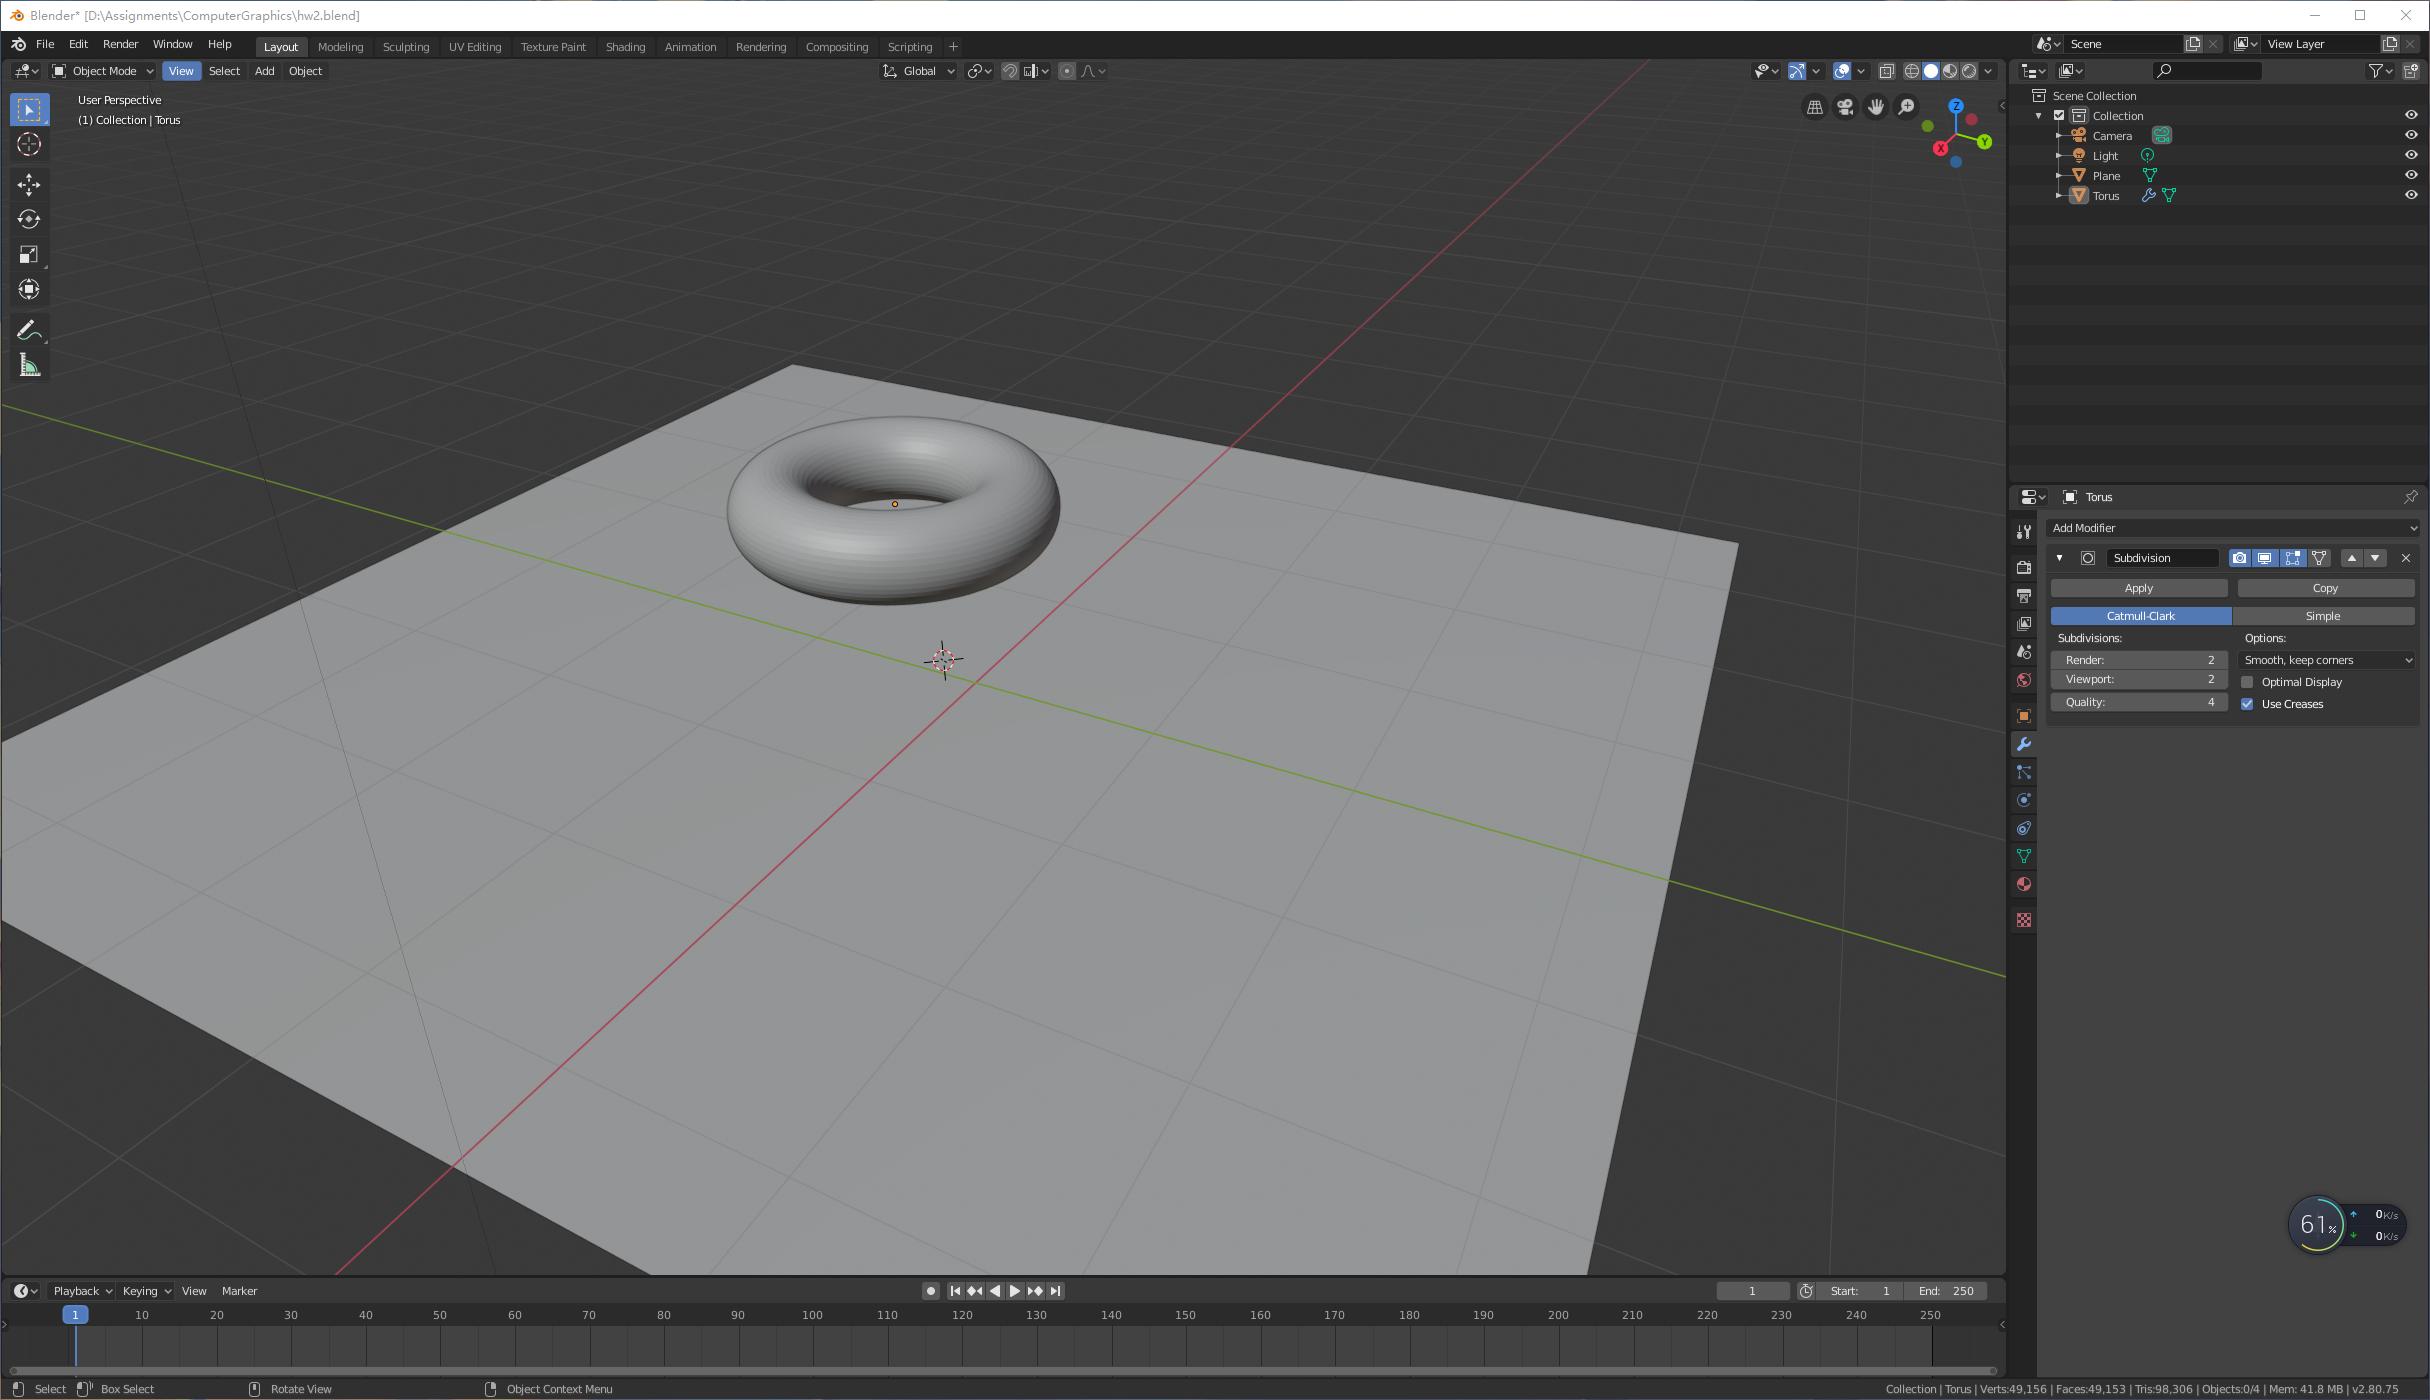 Blender* [D:\Assignments\ComputerGraphics\hw2.blend]
File Edit Render Window Help Layout Modeling Sculpting UV Editing Texture Paint Shading Animation Rendering Compositing Scripting + Scene View Layer
Object Mode View Select Add Object Global
User Perspective
(1) Collection | Torus
Z
Y
X
Scene Collection
Collection
Camera
Light
Plane
Torus
Torus
Add Modifier
Subdivision
Apply Copy
Catmull-Clark Simple
Subdivisions: Options:
Render: 2 Smooth, keep corners
Viewport: 2 Optimal Display
Quality: 4 Use Creases
61% 0K/s
0K/s
Playback Keying View Marker 1 Start: 1 End: 250
1 10 20 30 40 50 60 70 80 90 100 110 120 130 140 150 160 170 180 190 200 210 220 230 240 250
Select Box Select Rotate View Object Context Menu Collection | Torus | Verts:49,156 | Faces:49,153 | Tris:98,306 | Objects:0/4 | Mem: 41.8 MB | v2.80.75